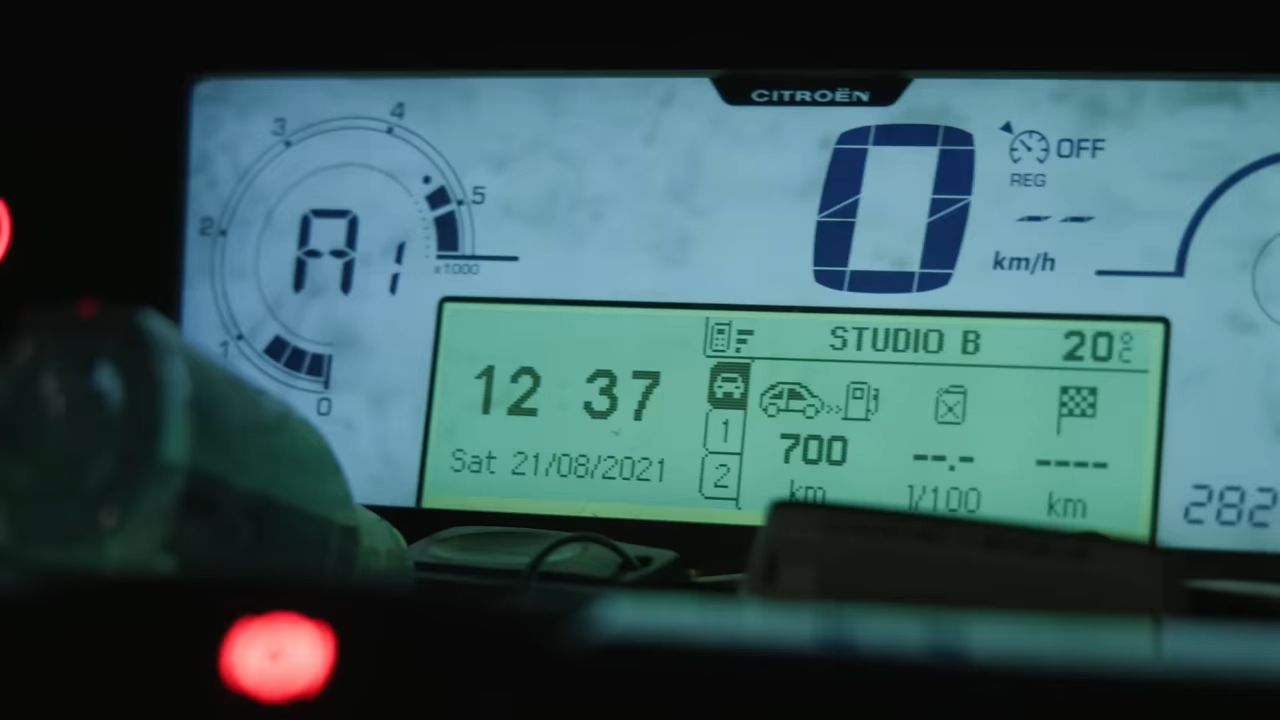 CITROËN
4
3
5
2
A1
x1000
1
0
0
OFF
REG
-- 
km/h
STUDIO B
20°C
12 37
Sat 21/08/2021
1
2
700
--.-
----
km
l/100
km
282